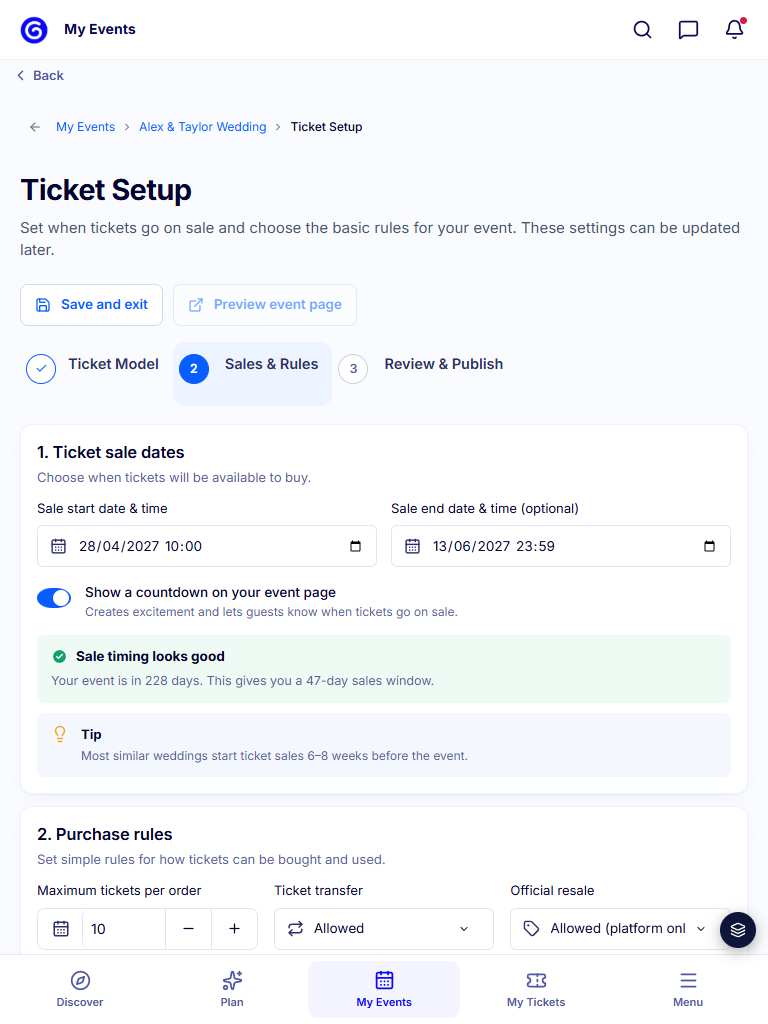 My Events
Back
My Events > Alex & Taylor Wedding > Ticket Setup
Ticket Setup
Set when tickets go on sale and choose the basic rules for your event. These settings can be updated
later.
Save and exit
Preview event page
Ticket Model
2 Sales & Rules
3 Review & Publish
1. Ticket sale dates
Choose when tickets will be available to buy.
Sale start date & time
Sale end date & time (optional)
28/04/2027 10:00
13/06/2027 23:59
Show a countdown on your event page
Creates excitement and lets guests know when tickets go on sale.
Sale timing looks good
Your event is in 228 days. This gives you a 47-day sales window.
Tip
Most similar weddings start ticket sales 6–8 weeks before the event.
2. Purchase rules
Set simple rules for how tickets can be bought and used.
Maximum tickets per order
Ticket transfer
Official resale
10 − +
Allowed
Allowed (platform onl
Discover
Plan
My Events
My Tickets
Menu